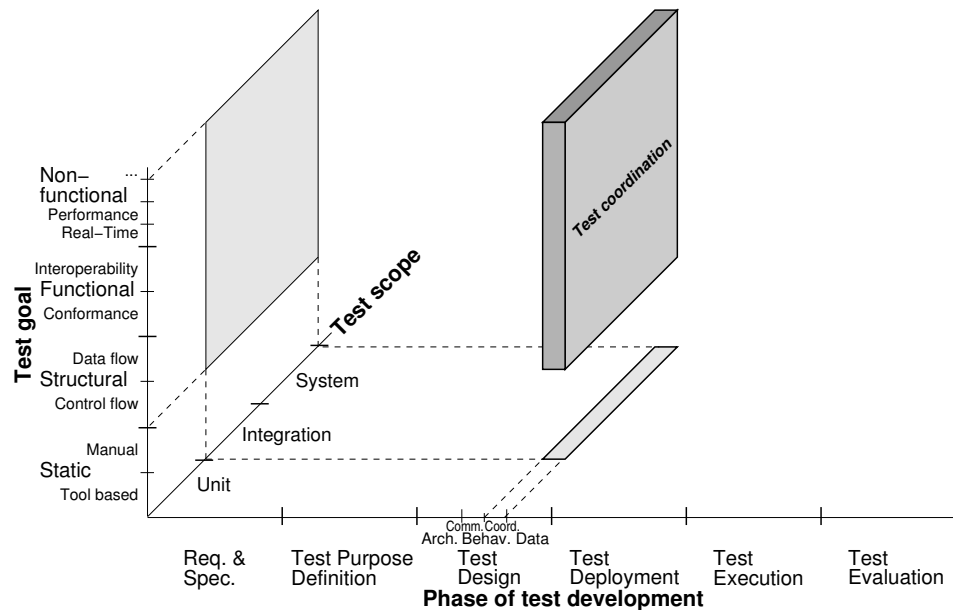 Non−
...
functional
Performance
Real−Time
Interoperability
Functional
Conformance
Data flow
Structural
Control flow
Manual
Static
Tool based
Test goal
Test scope
System
Integration
Unit
Test coordination
Comm. Coord.
Arch. Behav. Data
Req. &
Spec.
Test Purpose
Definition
Test
Design
Test
Deployment
Test
Execution
Test
Evaluation
Phase of test development